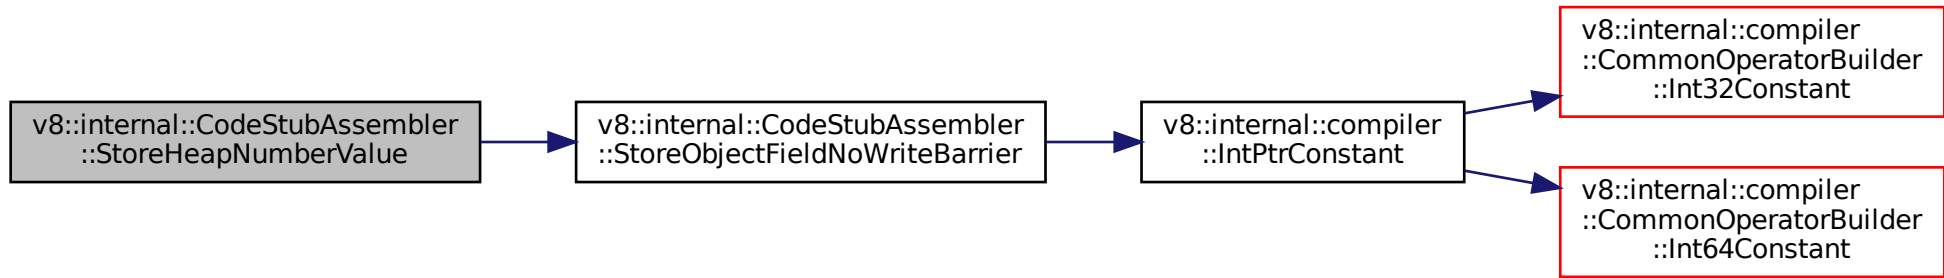 v8::internal::CodeStubAssembler
::StoreHeapNumberValue
v8::internal::CodeStubAssembler
::StoreObjectFieldNoWriteBarrier
v8::internal::compiler
::IntPtrConstant
v8::internal::compiler
::CommonOperatorBuilder
::Int32Constant
v8::internal::compiler
::CommonOperatorBuilder
::Int64Constant